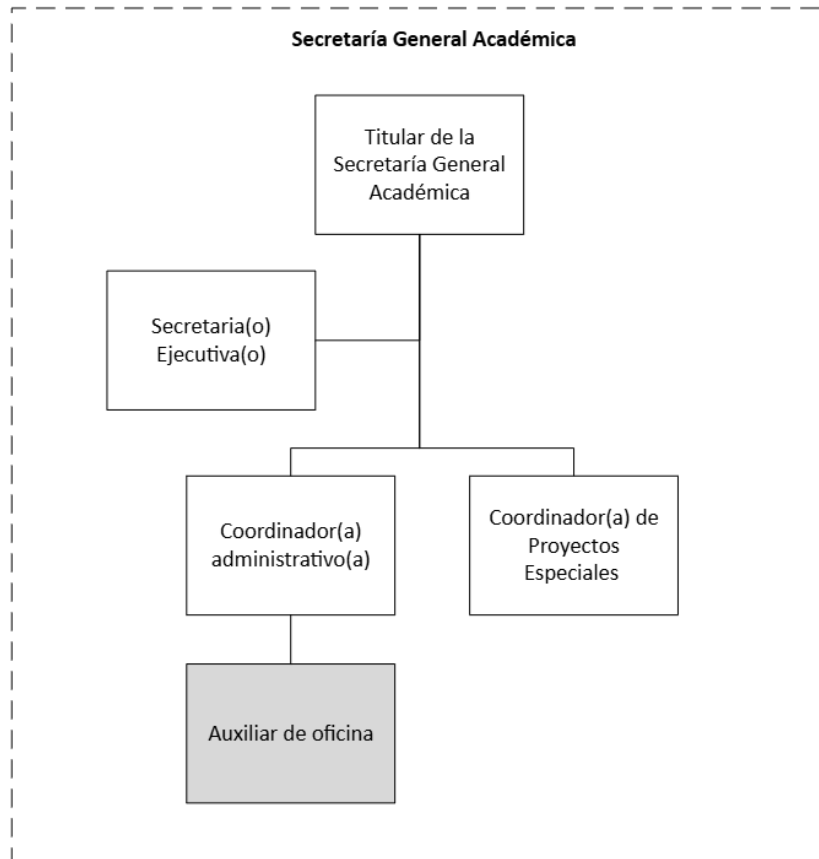 Secretaría General Académica
Titular de la
Secretaría General
Académica
Secretaria(o)
Ejecutiva(o)
Coordinador(a)
administrativo(a)
Coordinador(a) de
Proyectos
Especiales
Auxiliar de oficina